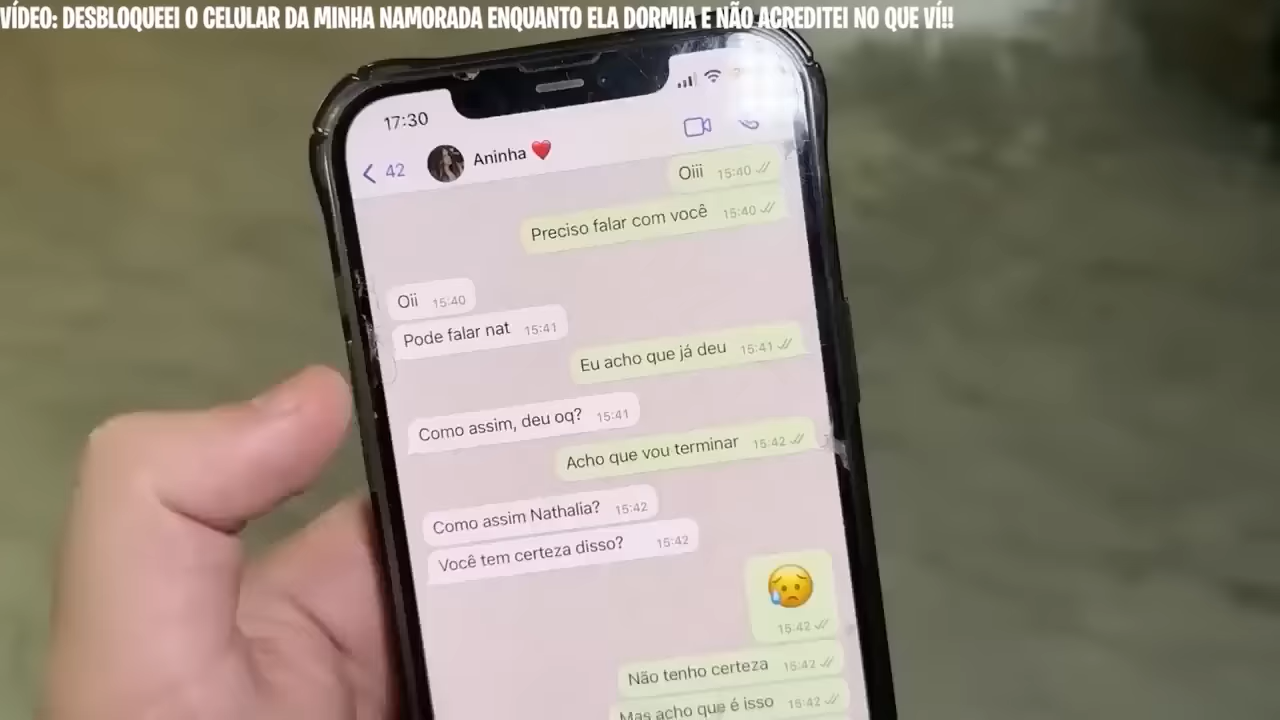 VÍDEO: DESBLOQUEEI O CELULAR DA MINHA NAMORADA ENQUANTO ELA DORMIA E NÃO ACREDITEI NO QUE VÍ!!
17:30
42 Aninha ❤️
Oiii 15:40
Preciso falar com você 15:40
Oii 15:40
Pode falar nat 15:41
Eu acho que já deu 15:41
Como assim, deu oq? 15:41
Acho que vou terminar 15:42
Como assim Nathalia? 15:42
Você tem certeza disso? 15:42
😥
15:42
Não tenho certeza 15:42
Mas acho que é isso 15:42